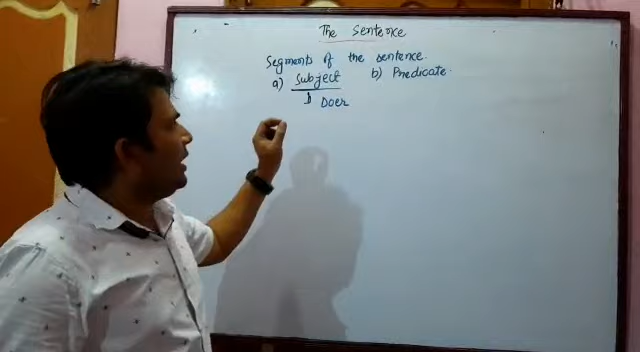 The Sentence
Segments of the sentence.
a) Subject b) Predicate.
Doer